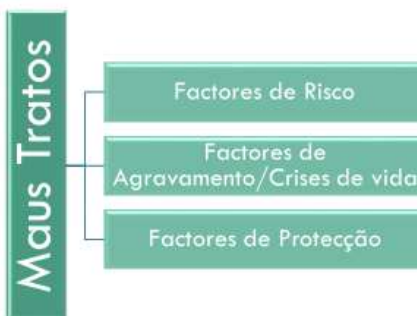 Maus Tratos
Factores de Risco
Factores de
Agravamento/Crises de vida
Factores de Protecção